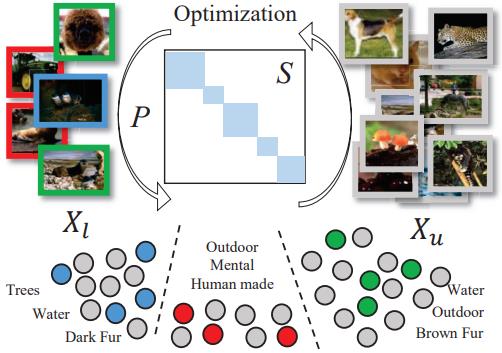 Optimization
P
S
X_l
X_u
Outdoor
Mental
Human made
Trees
Water
Dark Fur
Water
Outdoor
Brown Fur